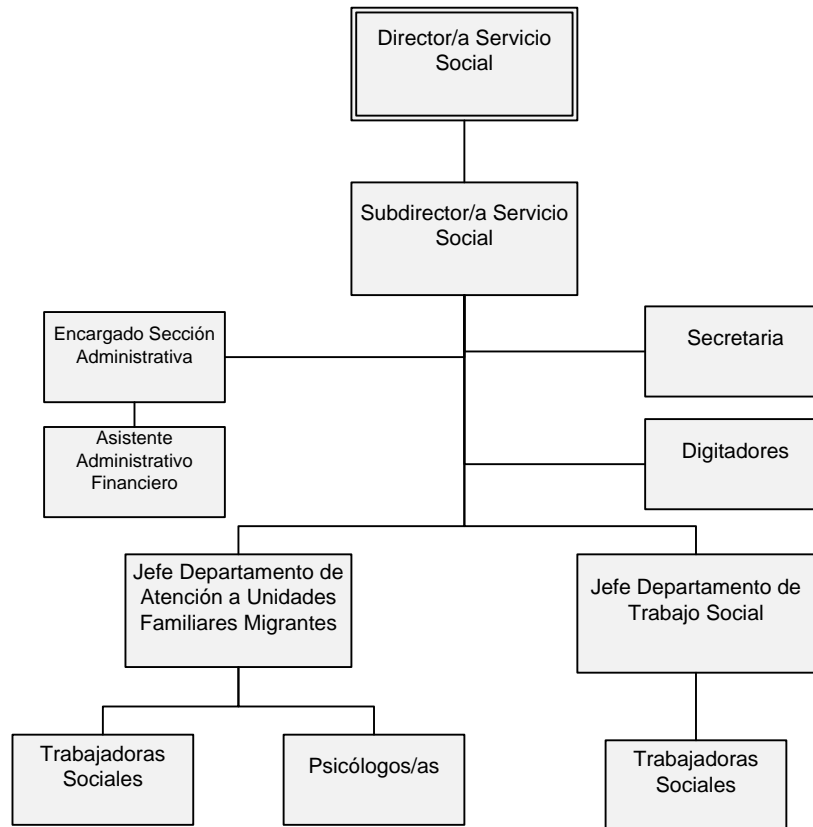 Director/a Servicio
Social
Subdirector/a Servicio
Social
Encargado Sección
Administrativa
Secretaria
Asistente
Administrativo
Financiero
Digitadores
Jefe Departamento de
Atención a Unidades
Familiares Migrantes
Jefe Departamento de
Trabajo Social
Trabajadoras
Sociales
Psicólogos/as
Trabajadoras
Sociales